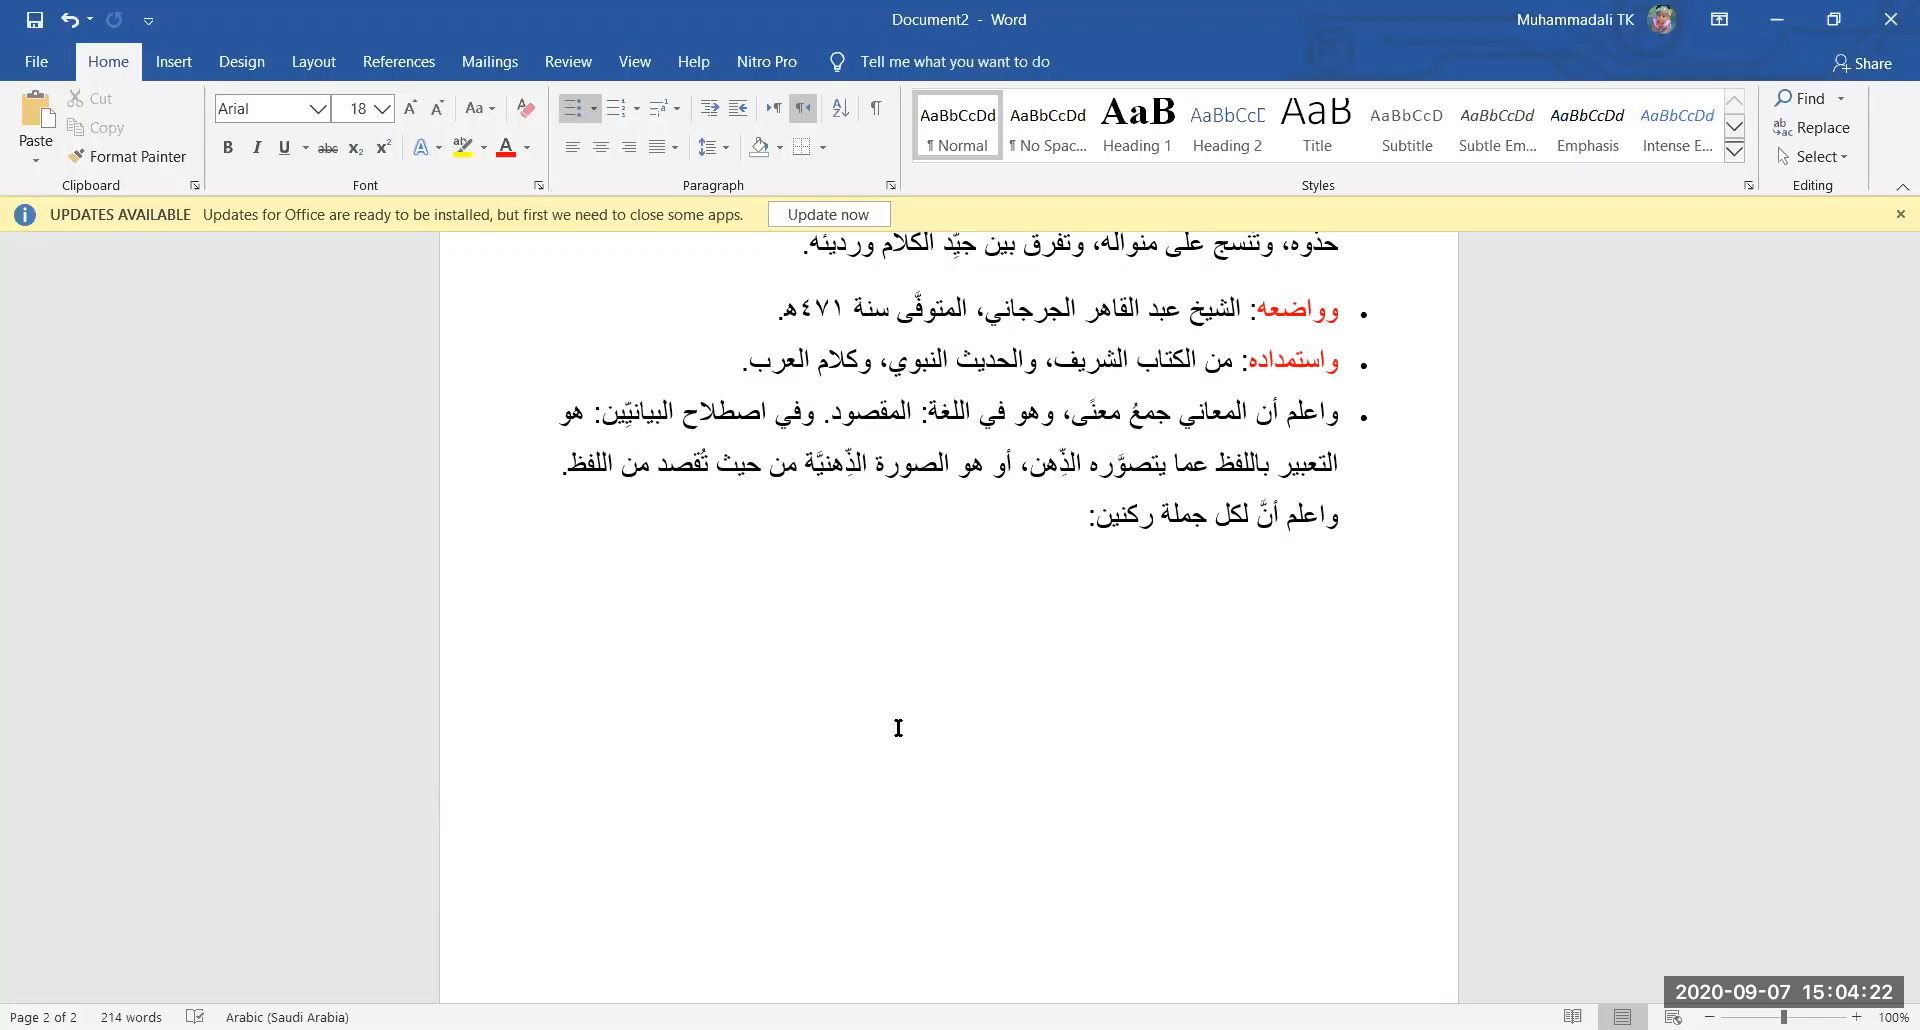 Document2 - Word
Muhammadali TK
File Home Insert Design Layout References Mailings Review View Help Nitro Pro Tell me what you want to do Share
Paste
Cut
Copy
Format Painter
Clipboard
Arial 18
Font
Paragraph
AaBbCcDd AaBbCcDd AaB AaBbCcD AaB AaBbCcD AaBbCcDd AaBbCcDd AaBbCcDd
¶ Normal ¶ No Spac... Heading 1 Heading 2 Title Subtitle Subtle Em... Emphasis Intense E...
Styles
Find
Replace
Select
Editing
UPDATES AVAILABLE Updates for Office are ready to be installed, but first we need to close some apps. Update now
حذوه، وتَنسج على منواله، وتفرق بين جيِّد الكلام ورديئه.
• وواضعه: الشيخ عبد القاهر الجرجاني، المتوفَّى سنة ٤٧١هـ.
• واستمداده: من الكتاب الشريف، والحديث النبوي، وكلام العرب.
• واعلم أن المعاني جمعُ معنًى، وهو في اللغة: المقصود. وفي اصطلاح البيانيِّين: هو
التعبير باللفظ عما يتصوَّره الذِّهن، أو هو الصورة الذِّهنيَّة من حيث تُقصد من اللفظ.
واعلم أنَّ لكل جملة ركنين:
2020-09-07 15:04:22
Page 2 of 2 214 words Arabic (Saudi Arabia) 100%